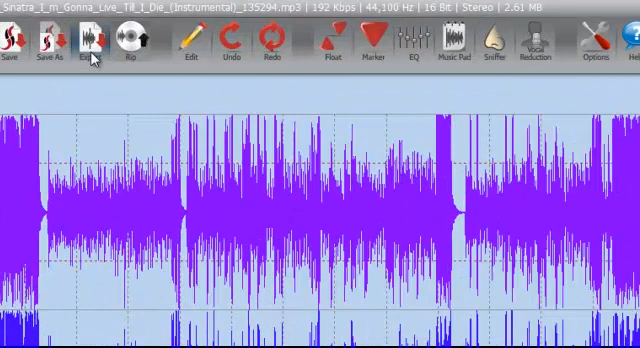 Sinatra_I_m_Gonna_Live_Till_I_Die_(Instrumental)_135294.mp3 | 192 Kbps | 44,100 Hz | 16 Bit | Stereo | 2.61 MB
Save Save As Rip Edit Undo Redo Float Marker EQ Music Pad Sniffer Vocal Reduction Options